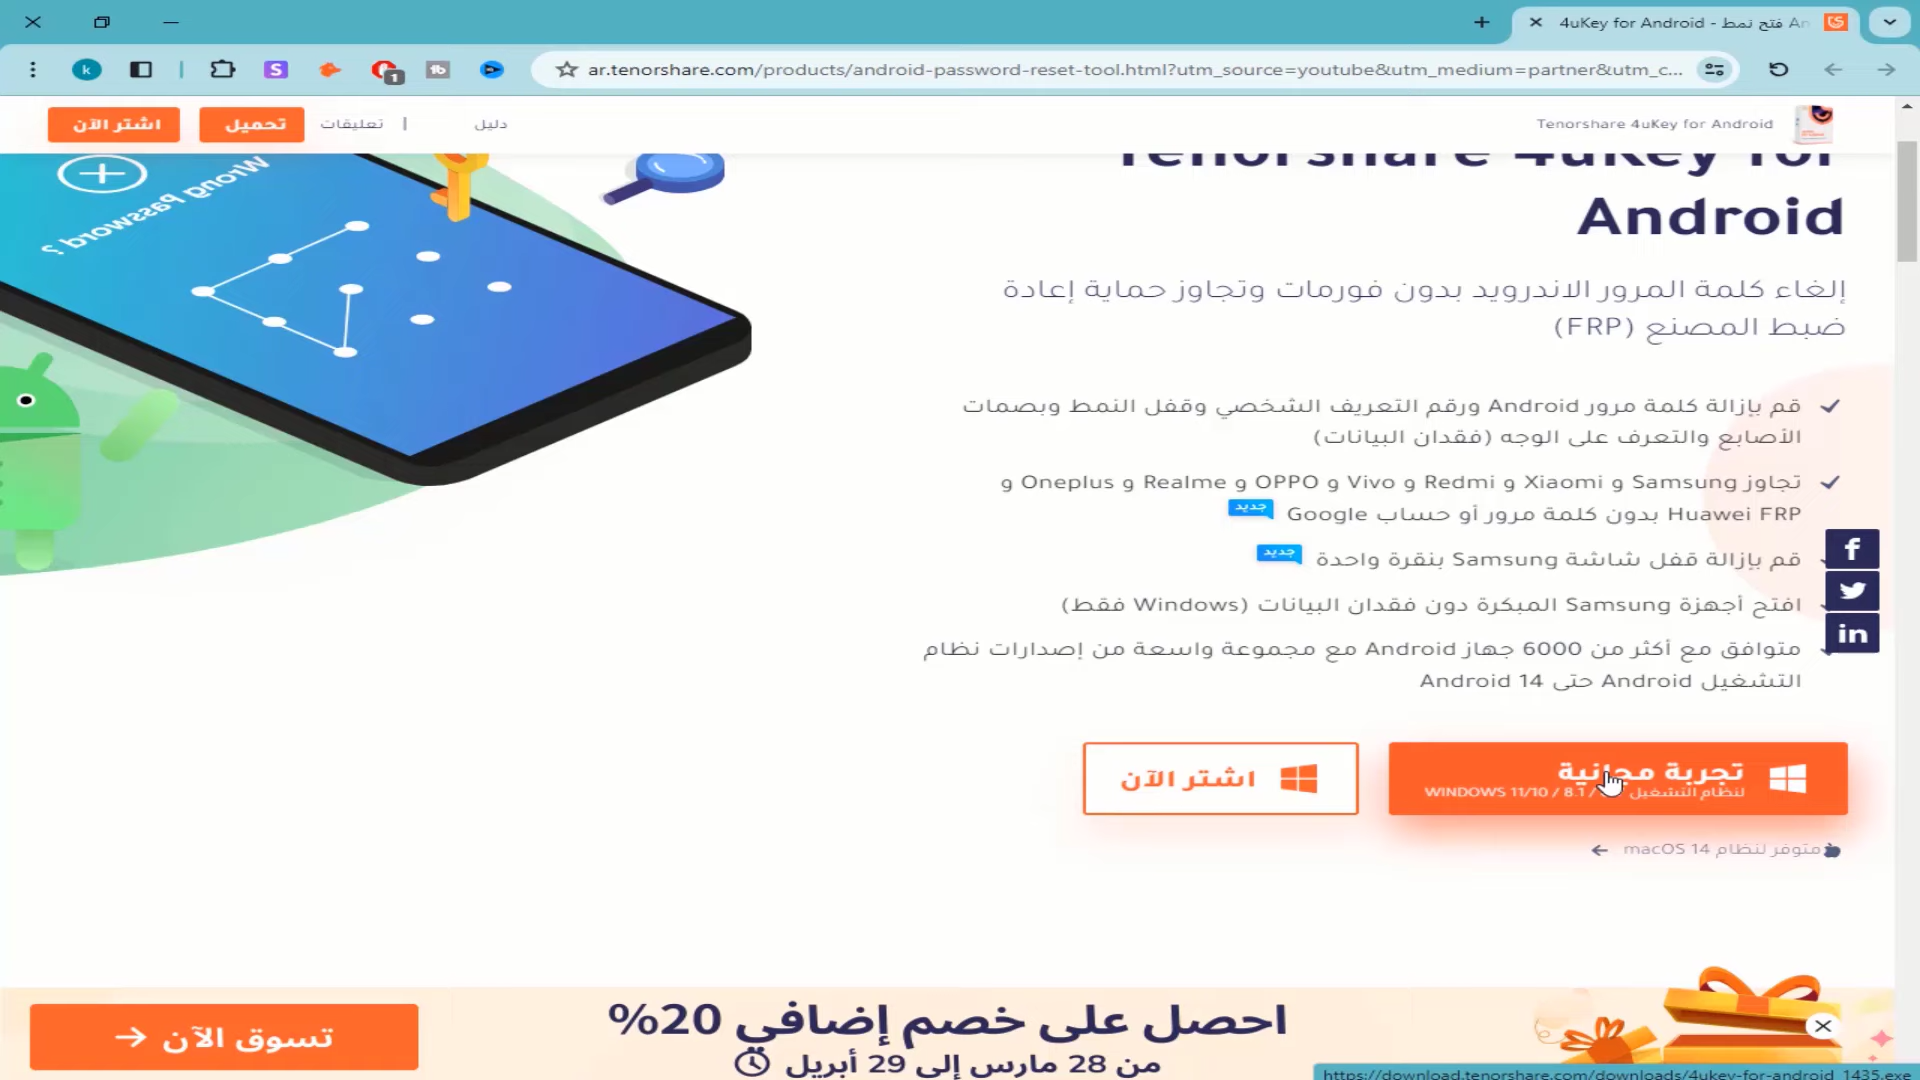 4uKey for Android - فتح نمط An
ar.tenorshare.com/products/android-password-reset-tool.html?utm_source=youtube&utm_medium=partner&utm_c...
k
S
1
tb
Tenorshare 4uKey for Android
دليل
|
تعليقات
تحميل
اشتر الآن
Wrong Password ?
Tenorshare 4uKey for
Android
إلغاء كلمة المرور الاندرويد بدون فورمات وتجاوز حماية إعادة
ضبط المصنع (FRP)
قم بإزالة كلمة مرور Android ورقم التعريف الشخصي وقفل النمط وبصمات
الأصابع والتعرف على الوجه (فقدان البيانات)
تجاوز Samsung و Xiaomi و Redmi و Vivo و OPPO و Realme و Oneplus و
Huawei FRP بدون كلمة مرور أو حساب Google جديد
قم بإزالة قفل شاشة Samsung بنقرة واحدة جديد
افتح أجهزة Samsung المبكرة دون فقدان البيانات (Windows فقط)
متوافق مع أكثر من 6000 جهاز Android مع مجموعة واسعة من إصدارات نظام
التشغيل Android حتى Android 14
f
in
تجربة مجانية
لنظام التشغيل WINDOWS 11/10 / 8.1 /
اشتر الآن
متوفر لنظام macOS 14
احصل على خصم إضافي 20%
من 28 مارس إلى 29 أبريل
تسوق الآن
https://download.tenorshare.com/downloads/4ukey-for-android_1435.exe